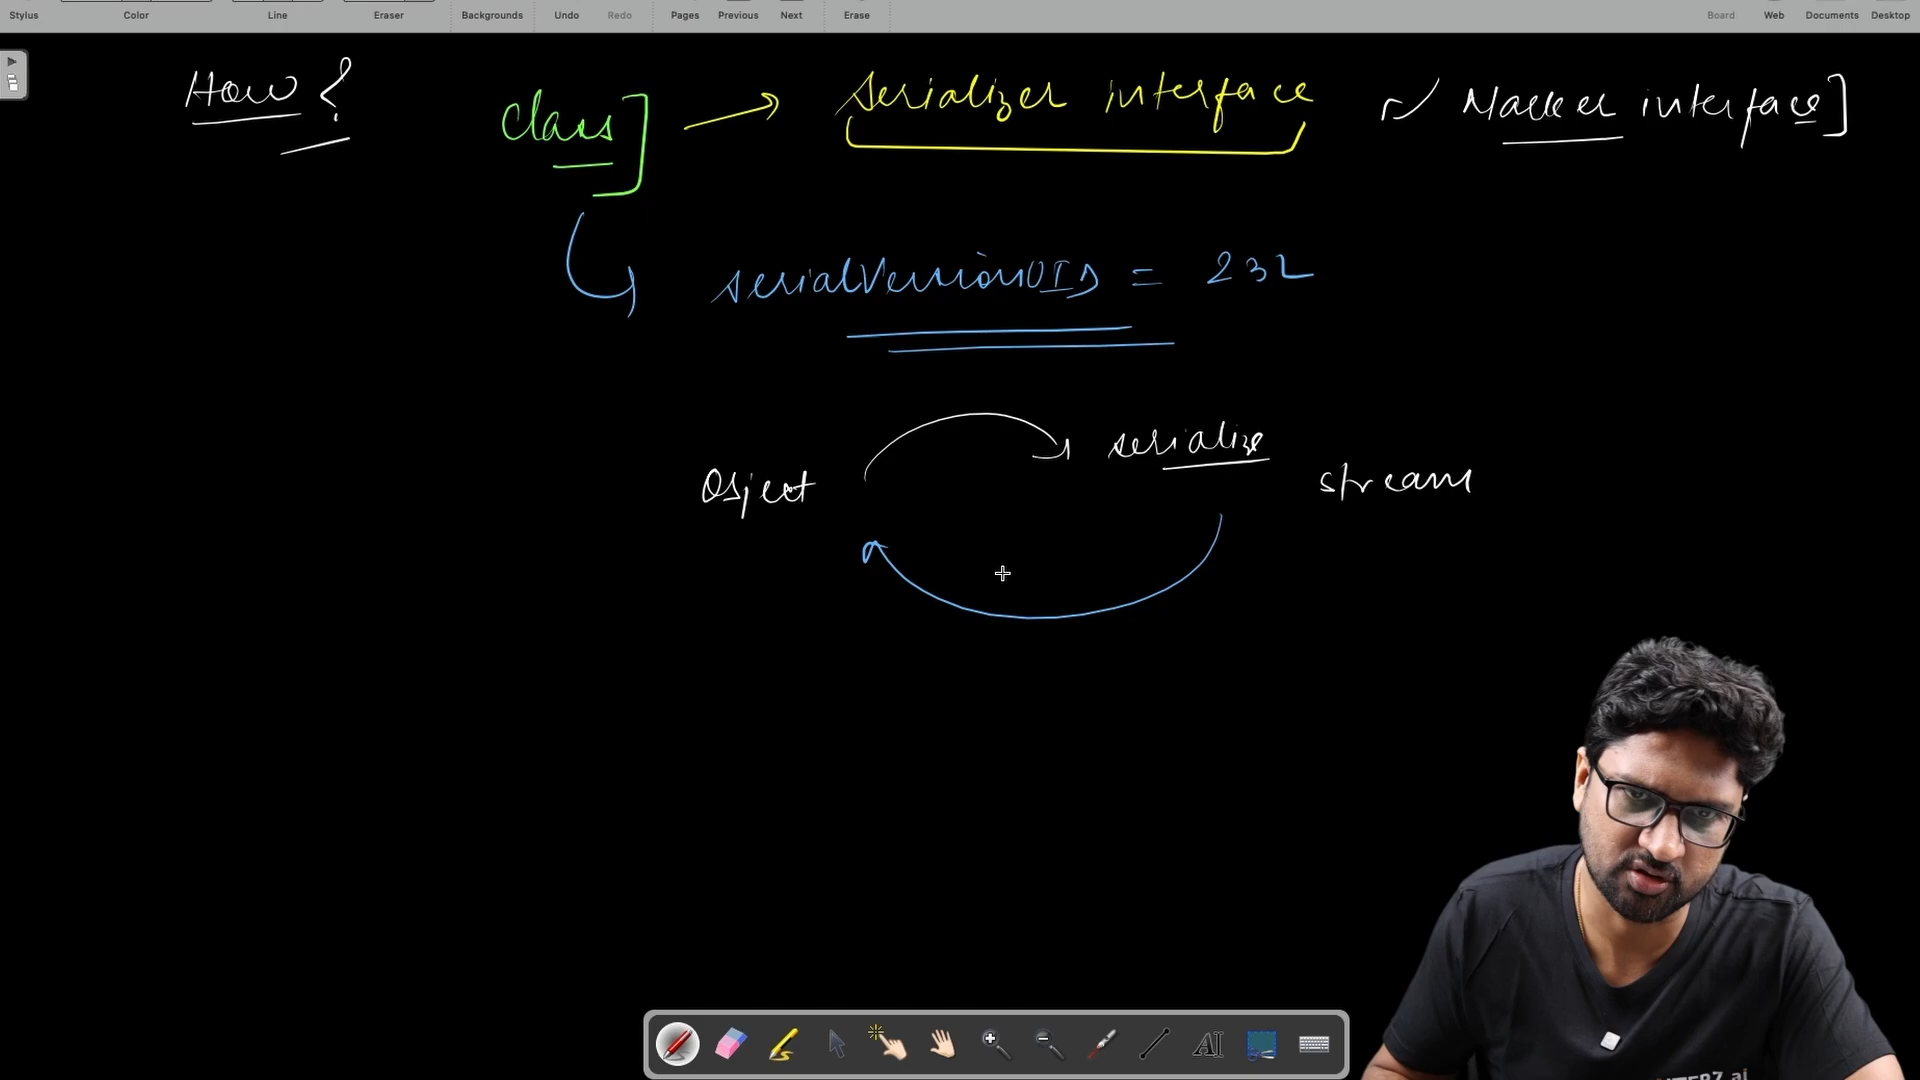 Stylus Color Line Eraser Backgrounds Undo Redo Pages Previous Next Erase Board Web Documents Desktop
How?
class] → Serializer interface ✓ Marker interface]
serialVersionUID = 232
Object serialize stream
AI